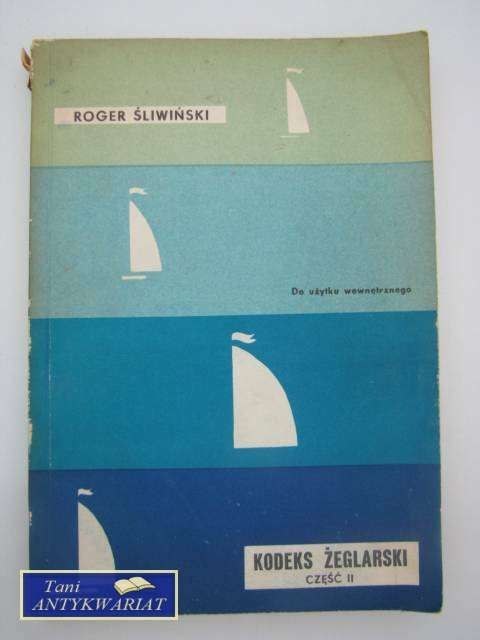 ROGER ŚLIWIŃSKI
Do użytku wewnętrznego
KODEKS ŻEGLARSKI
CZĘŚĆ II
Tani
ANTYKWARIAT